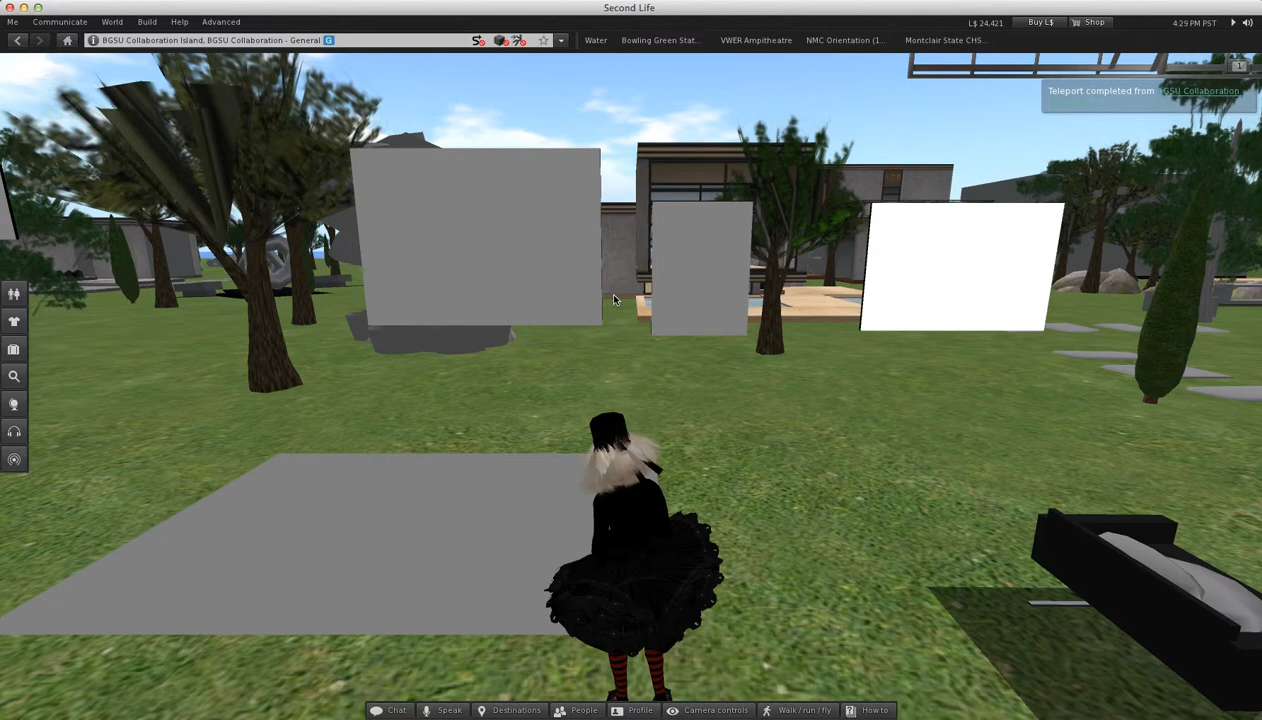 Second Life
Me Communicate World Build Help Advanced
L$ 24,421 Buy L$ Shop 4:29 PM PST
BGSU Collaboration Island, BGSU Collaboration - General G
Water Bowling Green Stat... VWER Ampitheatre NMC Orientation (1... Montclair State CHS...
1
Teleport completed from GSU Collaboration
Chat Speak Destinations People Profile Camera controls Walk / run / fly How to